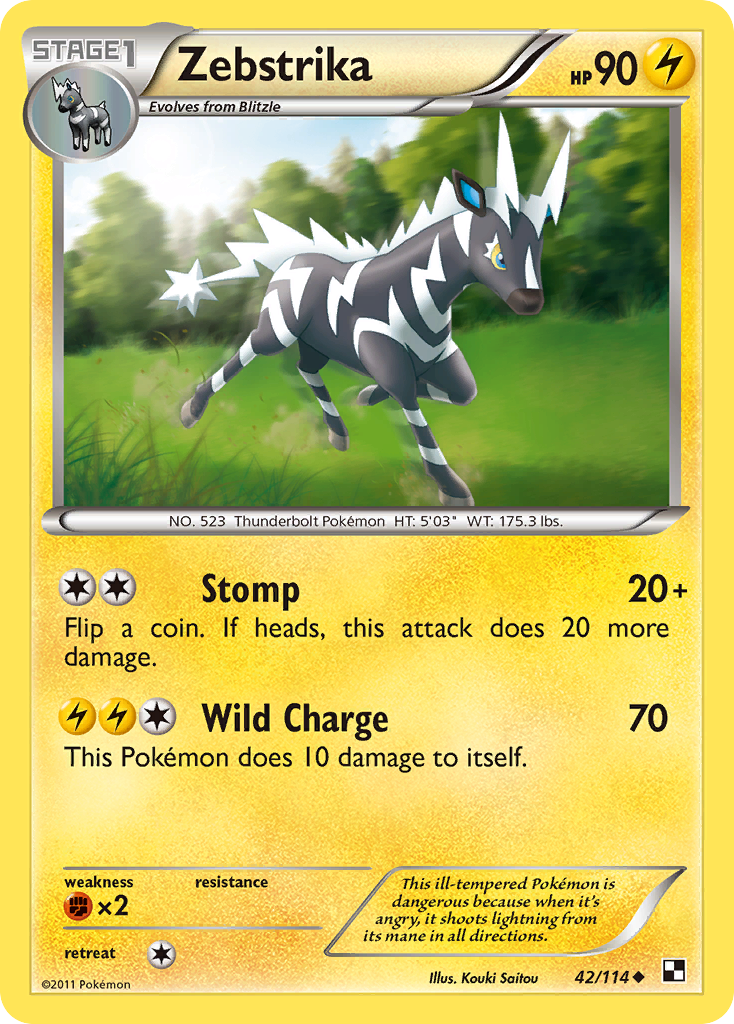 STAGE1
Zebstrika
HP 90
Evolves from Blitzle
NO. 523 Thunderbolt Pokémon HT: 5'03" WT: 175.3 lbs.
Stomp 20+
Flip a coin. If heads, this attack does 20 more
damage.
Wild Charge 70
This Pokémon does 10 damage to itself.
weakness resistance
×2
retreat
This ill-tempered Pokémon is
dangerous because when it's
angry, it shoots lightning from
its mane in all directions.
©2011 Pokémon
Illus. Kouki Saitou 42/114